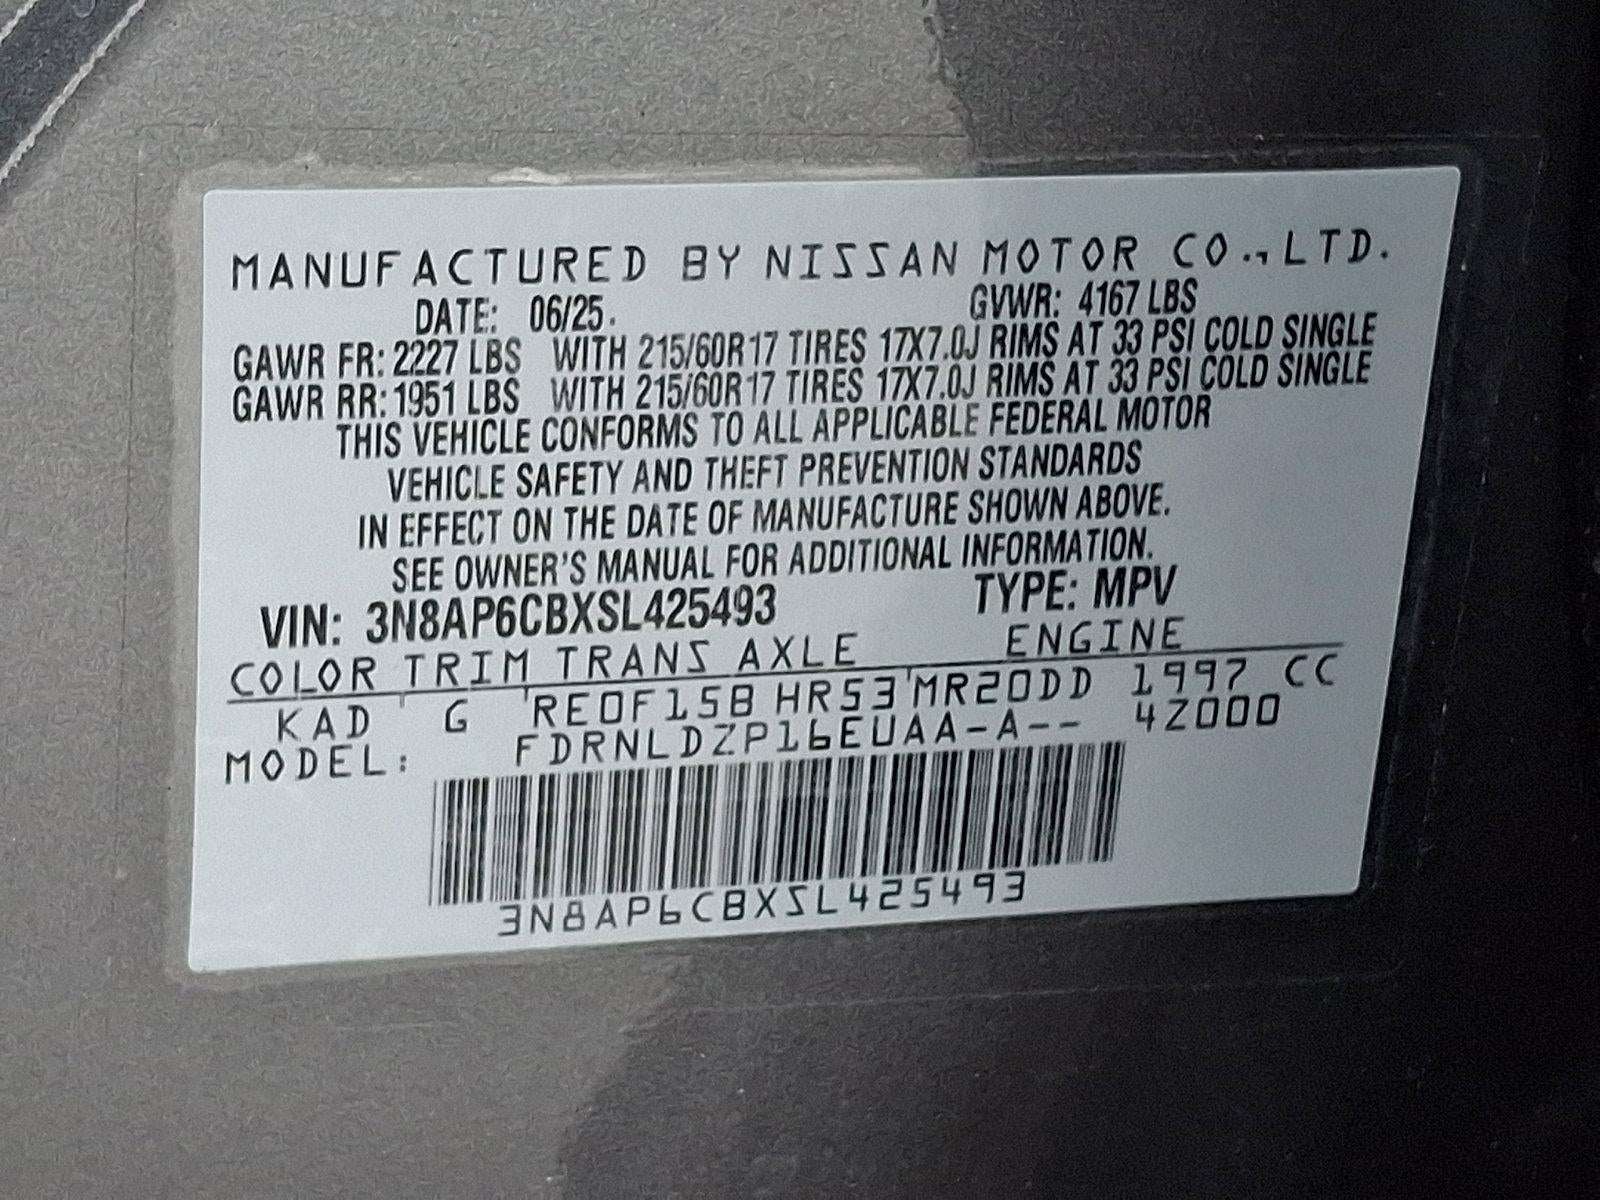 MANUFACTURED BY NISSAN MOTOR CO.,LTD.
DATE: 06/25. GVWR: 4167 LBS
GAWR FR: 2227 LBS WITH 215/60R17 TIRES 17X7.0J RIMS AT 33 PSI COLD SINGLE
GAWR RR: 1951 LBS WITH 215/60R17 TIRES 17X7.0J RIMS AT 33 PSI COLD SINGLE
THIS VEHICLE CONFORMS TO ALL APPLICABLE FEDERAL MOTOR
VEHICLE SAFETY AND THEFT PREVENTION STANDARDS
IN EFFECT ON THE DATE OF MANUFACTURE SHOWN ABOVE.
SEE OWNER'S MANUAL FOR ADDITIONAL INFORMATION.
VIN: 3N8AP6CBXSL425493 TYPE: MPV
COLOR TRIM TRANS AXLE ENGINE
KAD G RE0F15B HR53 MR20DD 1997 CC
MODEL: FDRNLDZP16EUAA-A-- 42000
3N8AP6CBXSL425493